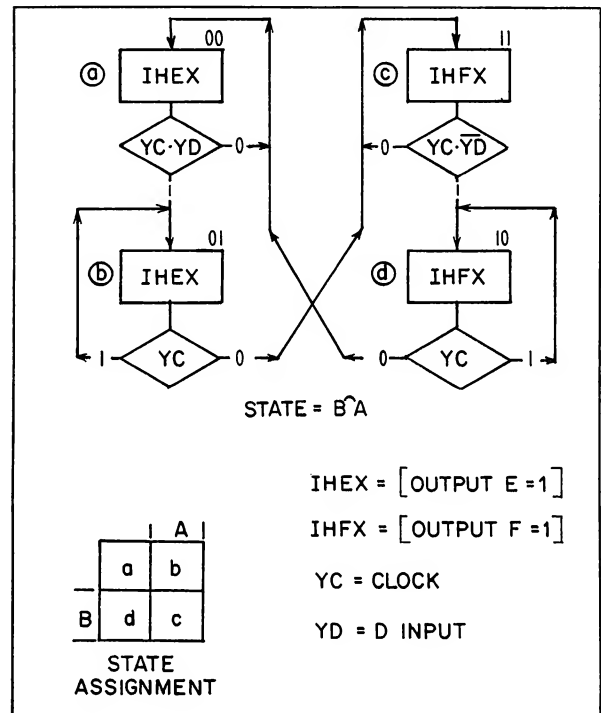 00 11
ⓐ IHEX ⓒ IHFX
YC·YD 0 0 YC·Y̅D̅
01 10
ⓑ IHEX ⓓ IHFX
1 YC 0 0 YC 1
STATE = B⁀A
IHEX = [OUTPUT E = 1]
IHFX = [OUTPUT F = 1]
YC = CLOCK
YD = D INPUT
A
a b
B d c
STATE
ASSIGNMENT